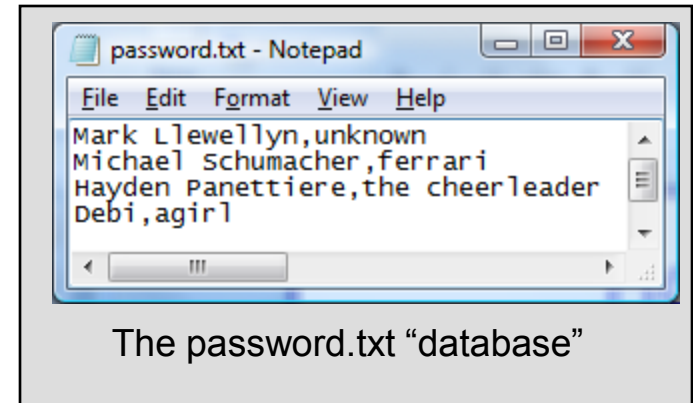 password.txt - Notepad
File Edit Format View Help
Mark Llewellyn,unknown
Michael Schumacher,ferrari
Hayden Panettiere,the cheerleader
Debi,agirl
The password.txt “database”